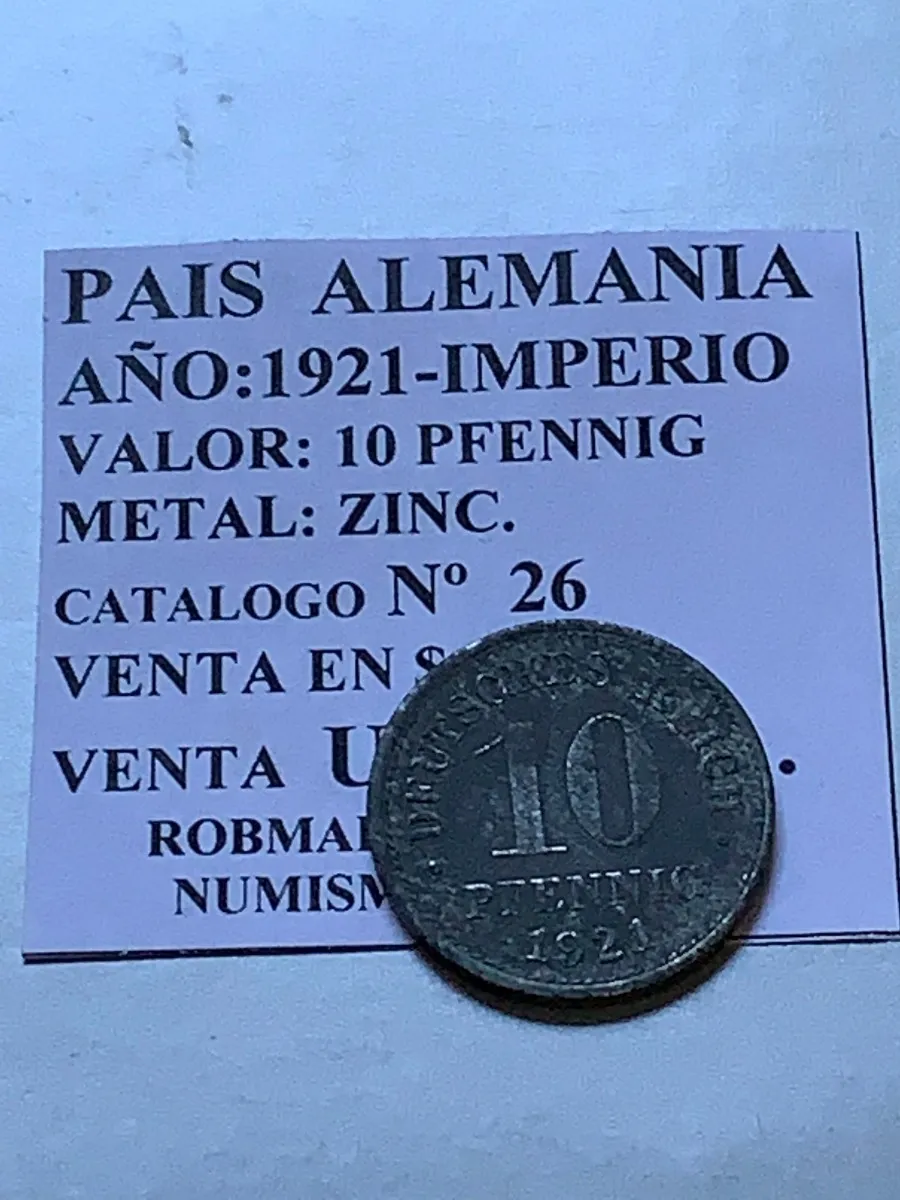 PAIS ALEMANIA
AÑO:1921-IMPERIO
VALOR: 10 PFENNIG
METAL: ZINC.
CATALOGO Nº 26
VENTA EN $
VENTA U
ROBMA
NUMISM
DEUTSCHES REICH
10
PFENNIG
1921